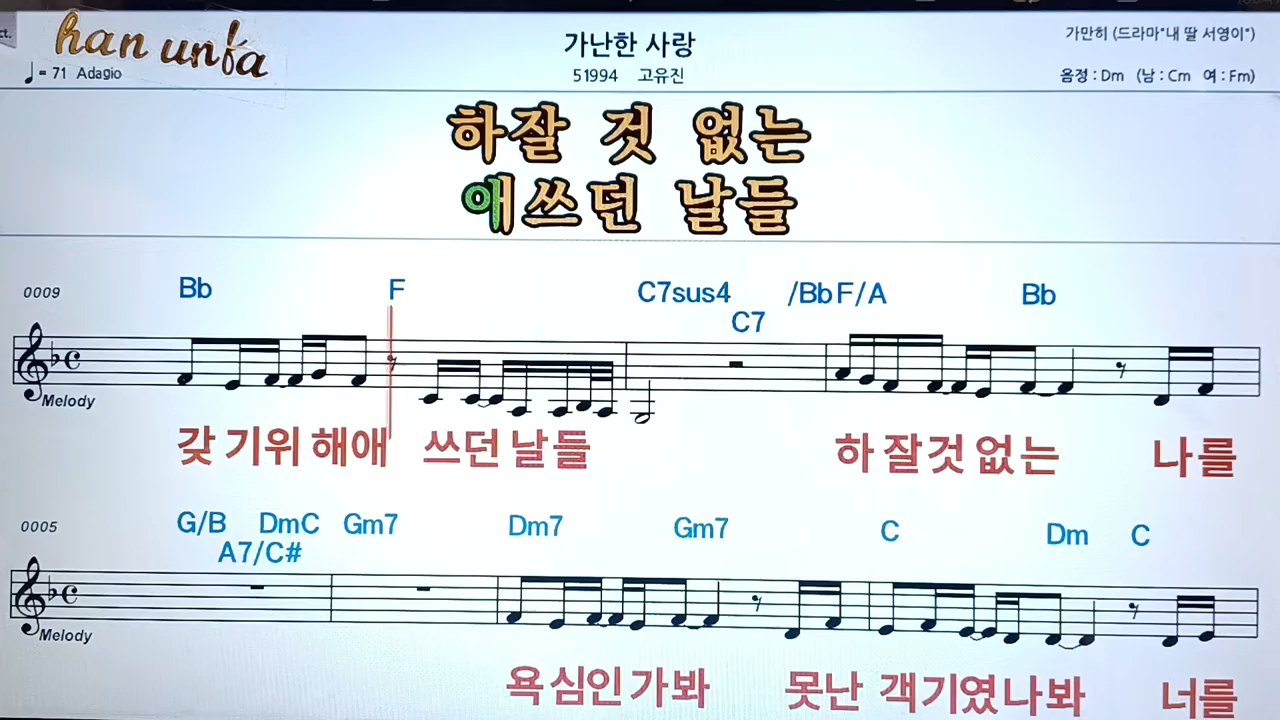 ct.
han unfa
가난한 사랑
가만히 (드라마"내 딸 서영이")
♩= 71 Adagio
51994 고유진
음정 : Dm (남 : Cm 여 : Fm)
하잘 것 없는
애쓰던 날들
0009
Bb F C7sus4 /Bb F/A Bb
C7
Melody
갖 기위 해애 쓰던 날들 하 잘것 없는 나를
0005
G/B DmC Gm7 Dm7 Gm7 C Dm C
A7/C#
Melody
욕심인가봐 못난 객기였나봐 너를